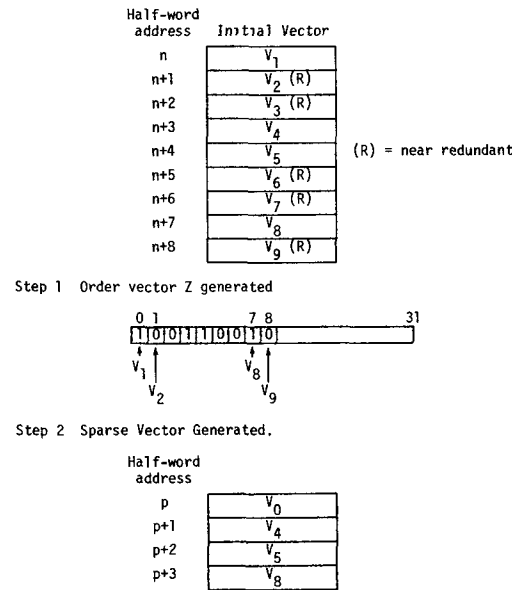 Half-word
address Initial Vector
n V1
n+1 V2 (R)
n+2 V3 (R)
n+3 V4
n+4 V5 (R) = near redundant
n+5 V6 (R)
n+6 V7 (R)
n+7 V8
n+8 V9 (R)
Step 1 Order vector Z generated
0 1 7 8 31
1 0 0 1 1 0 0 1 0
V1 V8
V2 V9
Step 2 Sparse Vector Generated.
Half-word
address
p V0
p+1 V4
p+2 V5
p+3 V8